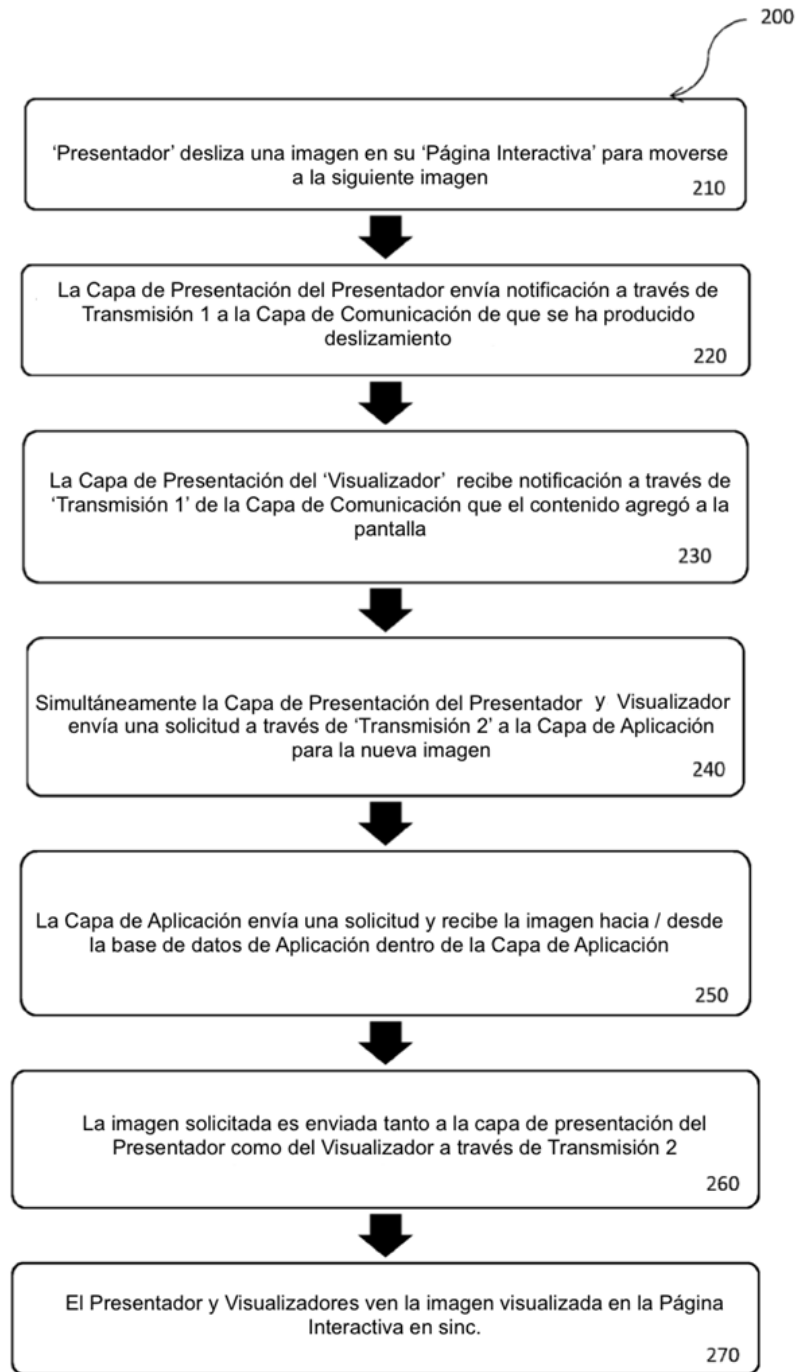 200
‘Presentador’ desliza una imagen en su ‘Página Interactiva’ para moverse
a la siguiente imagen
210
La Capa de Presentación del Presentador envía notificación a través de
Transmisión 1 a la Capa de Comunicación de que se ha producido
deslizamiento
220
La Capa de Presentación del ‘Visualizador’ recibe notificación a través de
‘Transmisión 1’ de la Capa de Comunicación que el contenido agregó a la
pantalla
230
Simultáneamente la Capa de Presentación del Presentador y Visualizador
envía una solicitud a través de ‘Transmisión 2’ a la Capa de Aplicación
para la nueva imagen
240
La Capa de Aplicación envía una solicitud y recibe la imagen hacia / desde
la base de datos de Aplicación dentro de la Capa de Aplicación
250
La imagen solicitada es enviada tanto a la capa de presentación del
Presentador como del Visualizador a través de Transmisión 2
260
El Presentador y Visualizadores ven la imagen visualizada en la Página
Interactiva en sinc.
270